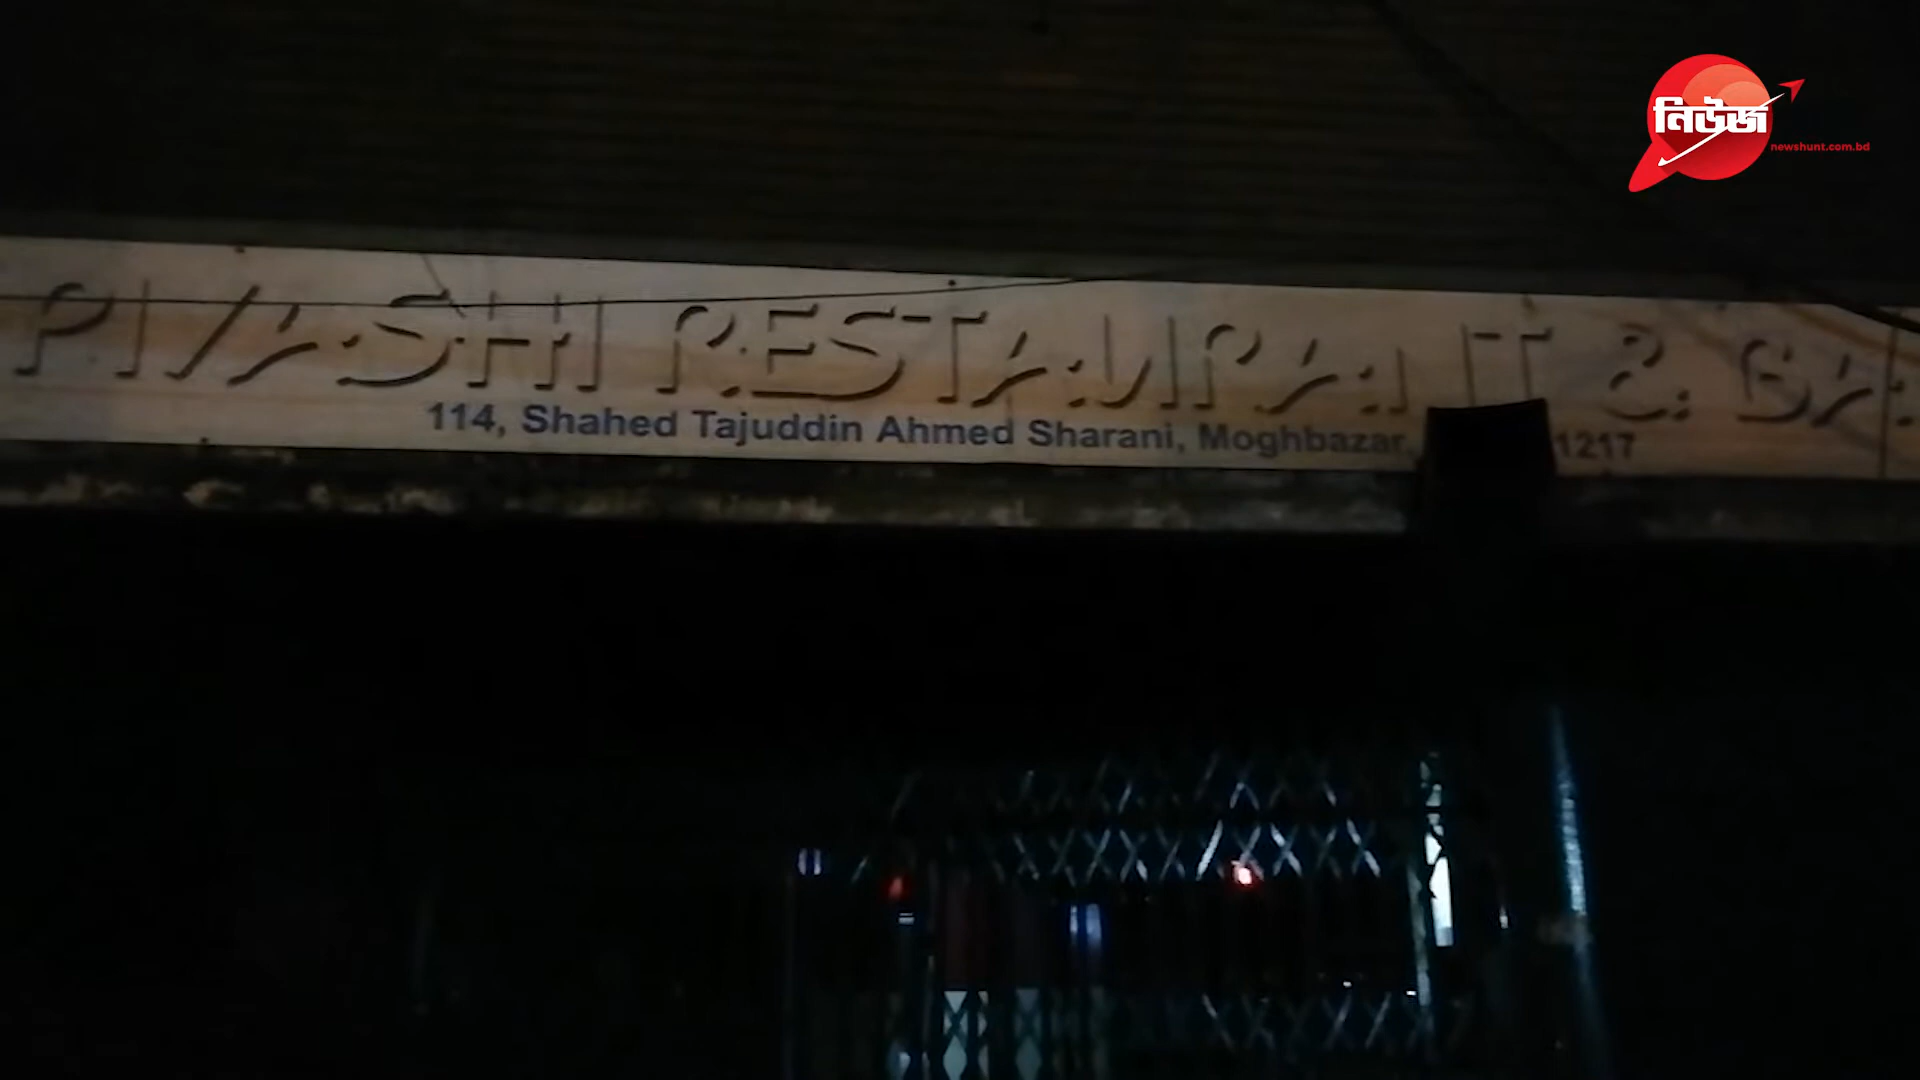 নিউজ
newshunt.com.bd
PIYASHI RESTAURANT & BA
114, Shahed Tajuddin Ahmed Sharani, Moghbazar, 1217